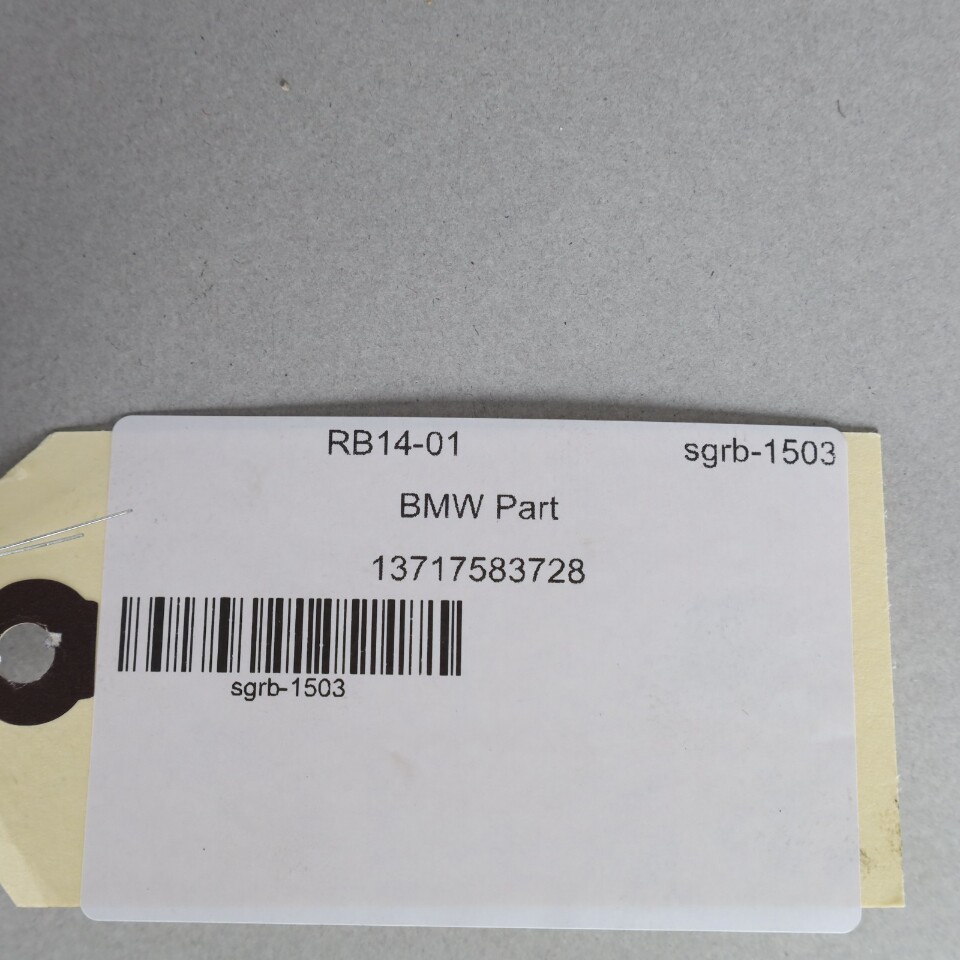 RB14-01 sgrb-1503
BMW Part
13717583728
sgrb-1503